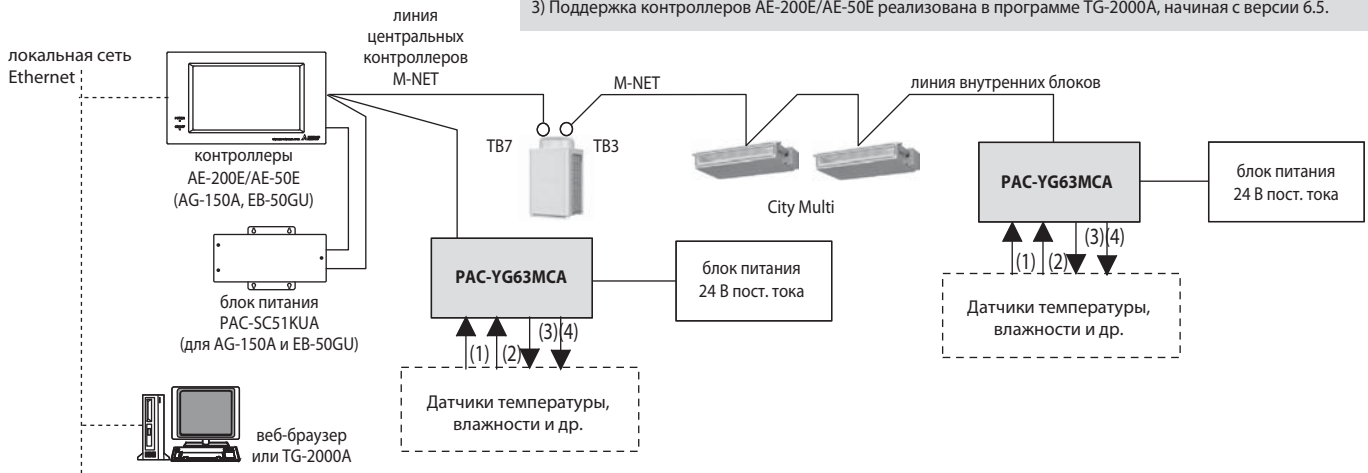 3) Поддержка контроллеров AE-200E/AE-50E реализована в программе TG-2000A, начиная с версии 6.5.
линия
центральных
контроллеров
M-NET
локальная сеть
Ethernet
M-NET
линия внутренних блоков
TB7
TB3
контроллеры
AE-200E/AE-50E
(AG-150A, EB-50GU)
City Multi
PAC-YG63MCA
блок питания
24 В пост. тока
(1)
(2)
(3)
(4)
Датчики температуры,
влажности и др.
PAC-YG63MCA
блок питания
24 В пост. тока
(1)
(2)
(3)
(4)
Датчики температуры,
влажности и др.
блок питания
PAC-SC51KUA
(для AG-150A и EB-50GU)
веб-браузер
или TG-2000A